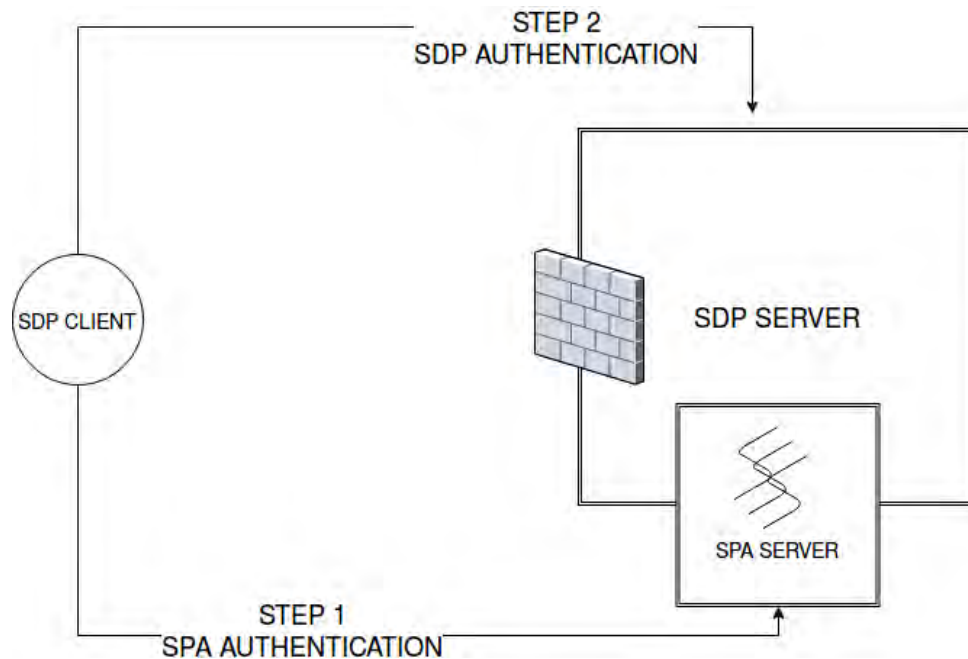 STEP 2
SDP AUTHENTICATION
SDP CLIENT
SDP SERVER
SPA SERVER
STEP 1
SPA AUTHENTICATION